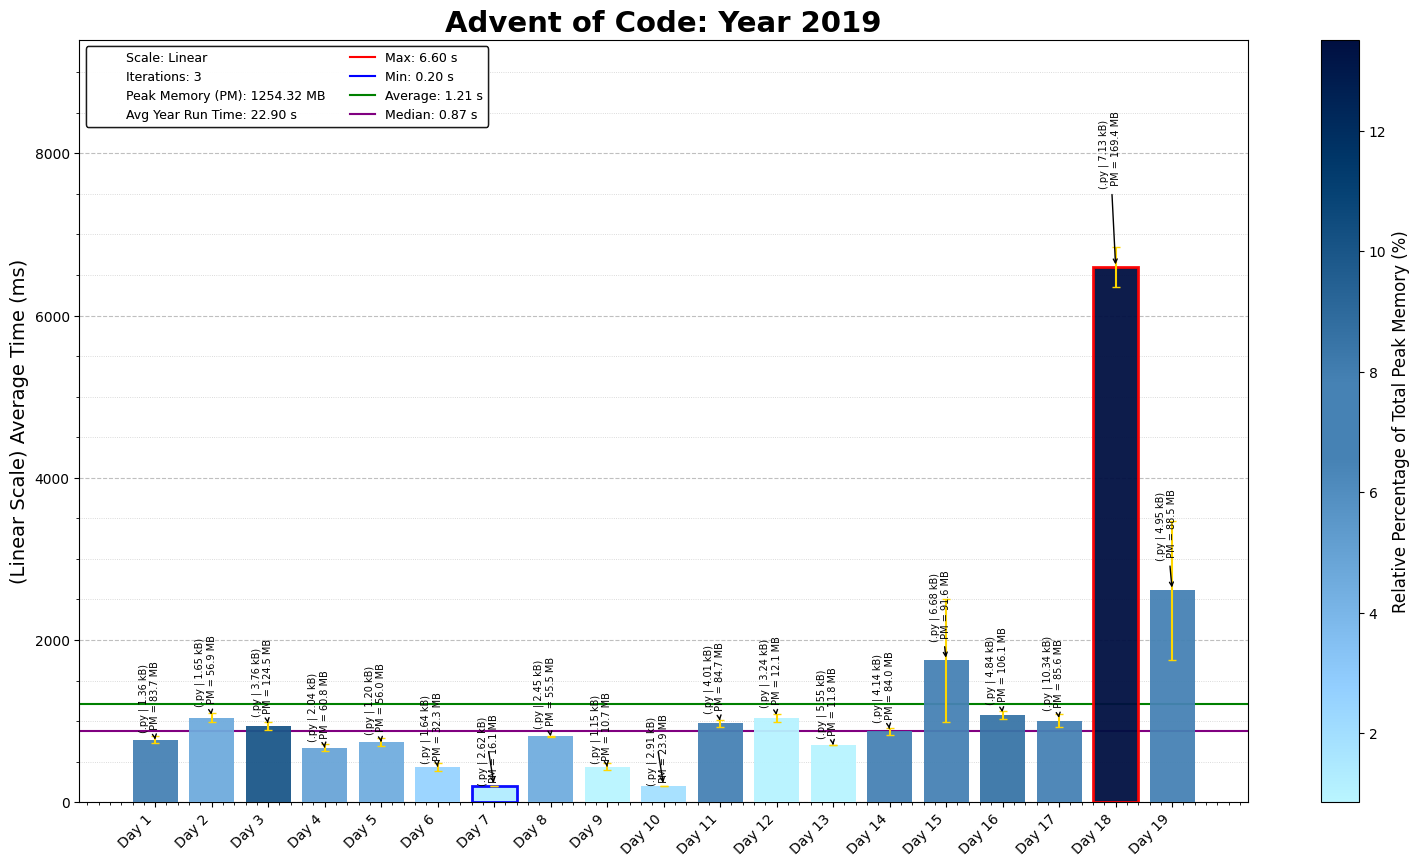 Advent of Code: Year 2019
Scale: Linear
Iterations: 3
Peak Memory (PM): 1254.32 MB
Avg Year Run Time: 22.90 s
Max: 6.60 s
Min: 0.20 s
Average: 1.21 s
Median: 0.87 s
(Linear Scale) Average Time (ms)
8000
6000
4000
2000
0
(.py | 1.36 kB)
PM = 83.7 MB
(.py | 1.65 kB)
PM = 56.9 MB
(.py | 3.76 kB)
PM = 124.5 MB
(.py | 2.04 kB)
PM = 60.8 MB
(.py | 1.20 kB)
PM = 56.0 MB
(.py | 1.64 kB)
PM = 32.3 MB
(.py | 2.62 kB)
PM = 16.1 MB
(.py | 2.45 kB)
PM = 55.5 MB
(.py | 1.15 kB)
PM = 10.7 MB
(.py | 2.91 kB)
PM = 23.9 MB
(.py | 4.01 kB)
PM = 84.7 MB
(.py | 3.24 kB)
PM = 12.1 MB
(.py | 5.55 kB)
PM = 11.8 MB
(.py | 4.14 kB)
PM = 84.0 MB
(.py | 6.68 kB)
PM = 91.6 MB
(.py | 4.84 kB)
PM = 106.1 MB
(.py | 10.34 kB)
PM = 85.6 MB
(.py | 7.13 kB)
PM = 169.4 MB
(.py | 4.95 kB)
PM = 88.5 MB
Day 1
Day 2
Day 3
Day 4
Day 5
Day 6
Day 7
Day 8
Day 9
Day 10
Day 11
Day 12
Day 13
Day 14
Day 15
Day 16
Day 17
Day 18
Day 19
12
10
8
6
4
2
Relative Percentage of Total Peak Memory (%)